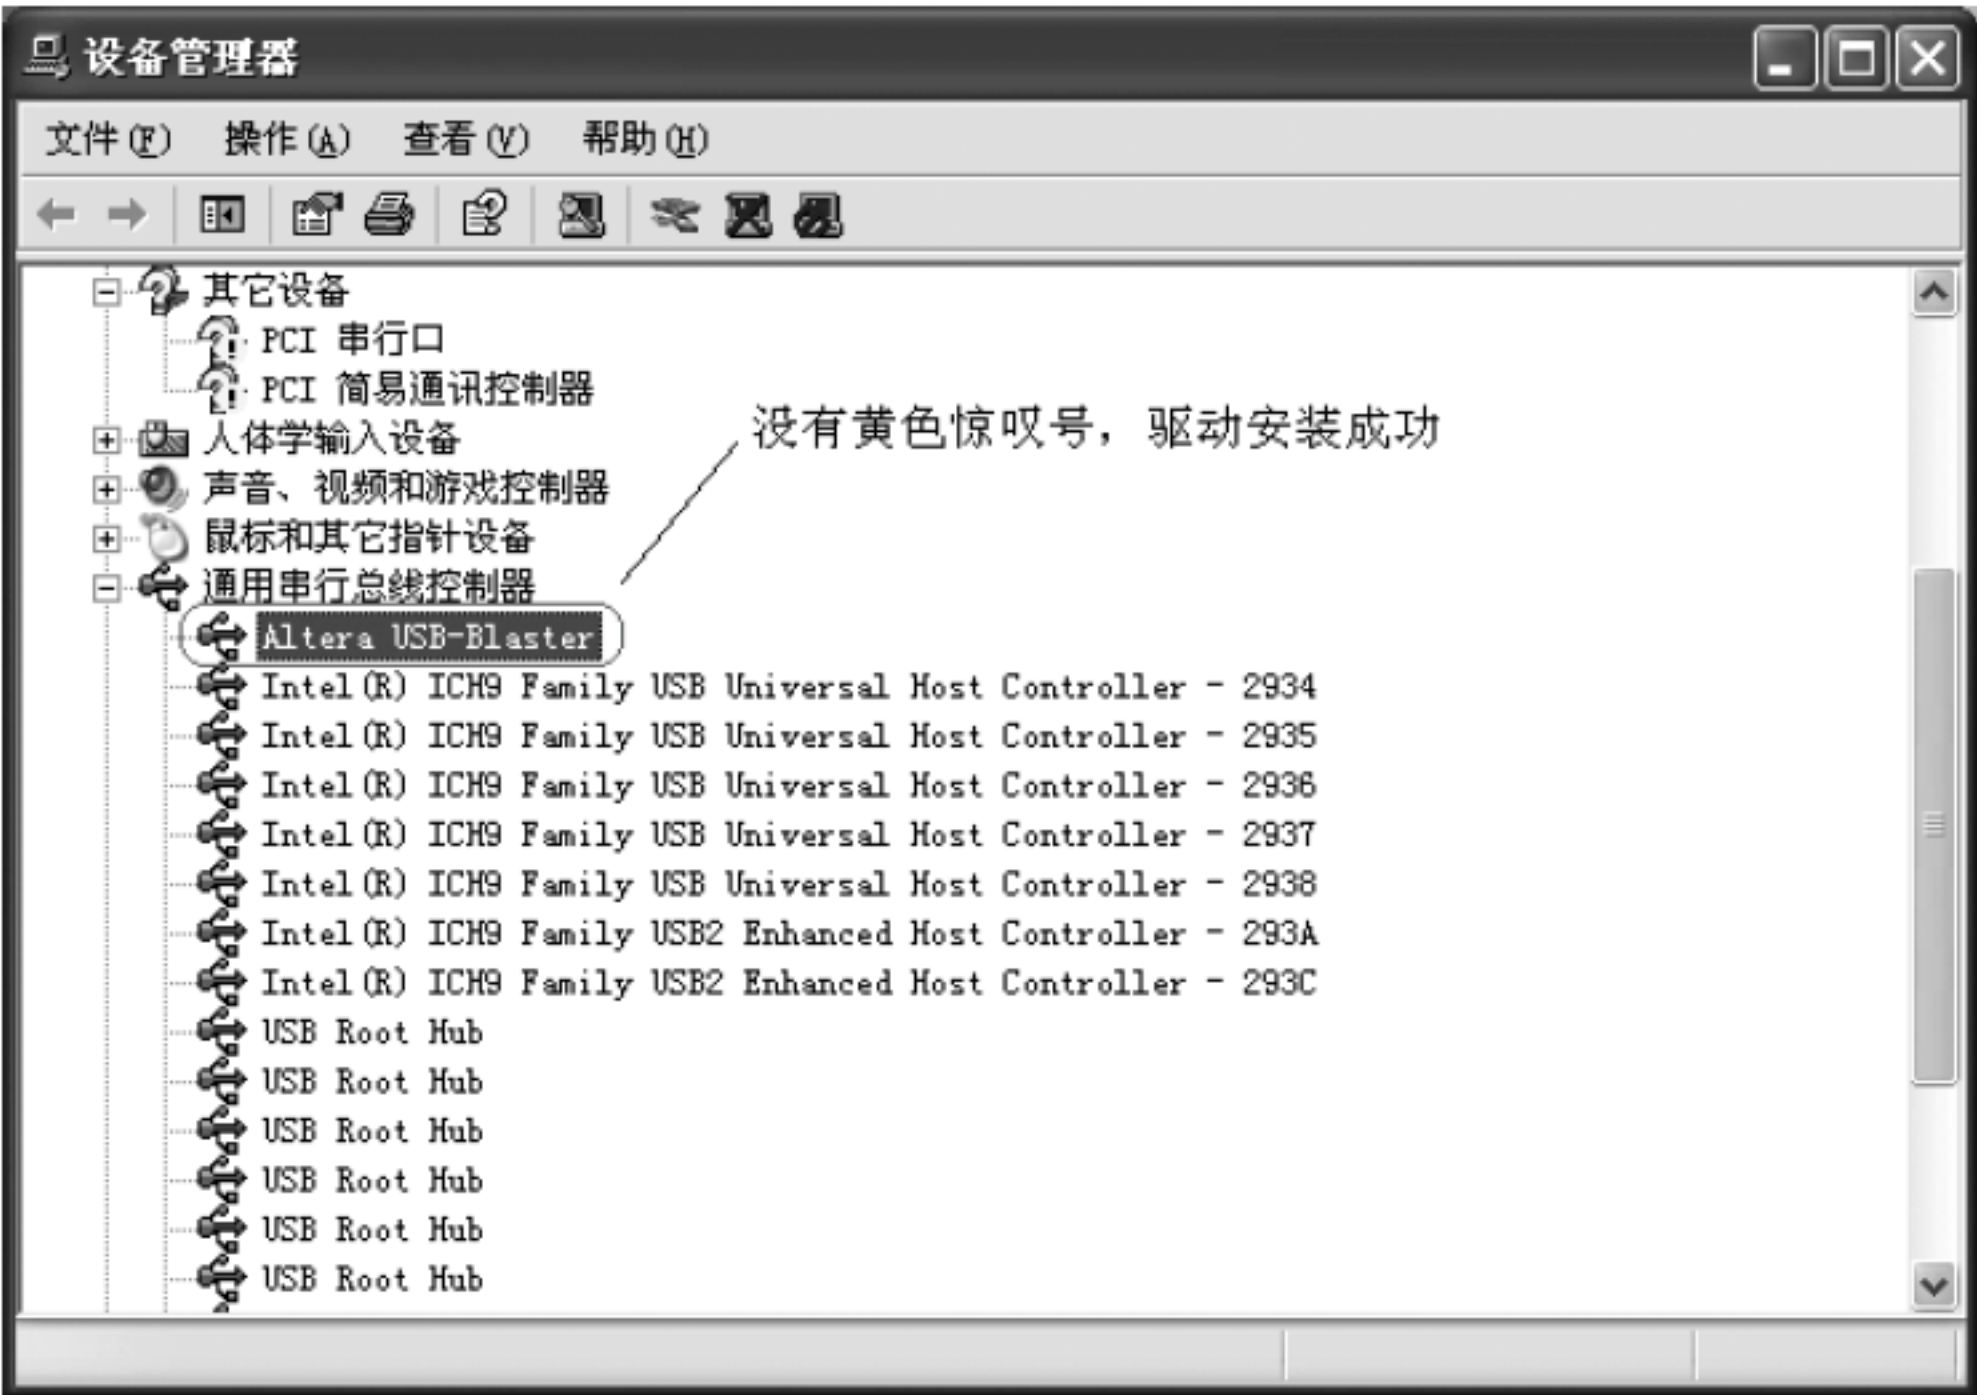 设备管理器
文件(F) 操作(A) 查看(V) 帮助(H)
其它设备
PCI 串行口
PCI 简易通讯控制器
没有黄色惊叹号，驱动安装成功
人体学输入设备
声音、视频和游戏控制器
鼠标和其它指针设备
通用串行总线控制器
Altera USB-Blaster
Intel(R) ICH9 Family USB Universal Host Controller - 2934
Intel(R) ICH9 Family USB Universal Host Controller - 2935
Intel(R) ICH9 Family USB Universal Host Controller - 2936
Intel(R) ICH9 Family USB Universal Host Controller - 2937
Intel(R) ICH9 Family USB Universal Host Controller - 2938
Intel(R) ICH9 Family USB2 Enhanced Host Controller - 293A
Intel(R) ICH9 Family USB2 Enhanced Host Controller - 293C
USB Root Hub
USB Root Hub
USB Root Hub
USB Root Hub
USB Root Hub
USB Root Hub